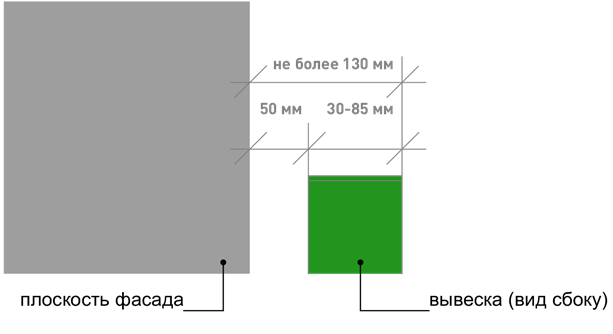 не более 130 мм
50 мм
30-85 мм
плоскость фасада
вывеска (вид сбоку)